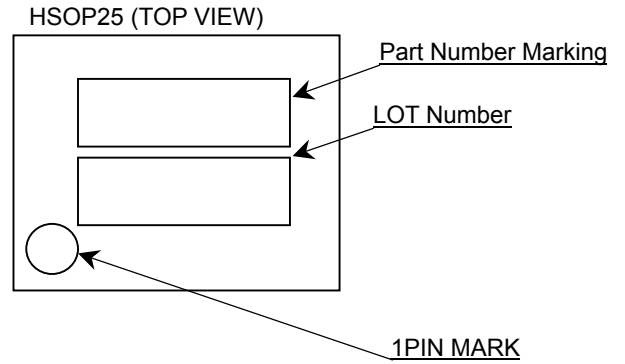 HSOP25 (TOP VIEW)
Part Number Marking
LOT Number
1PIN MARK